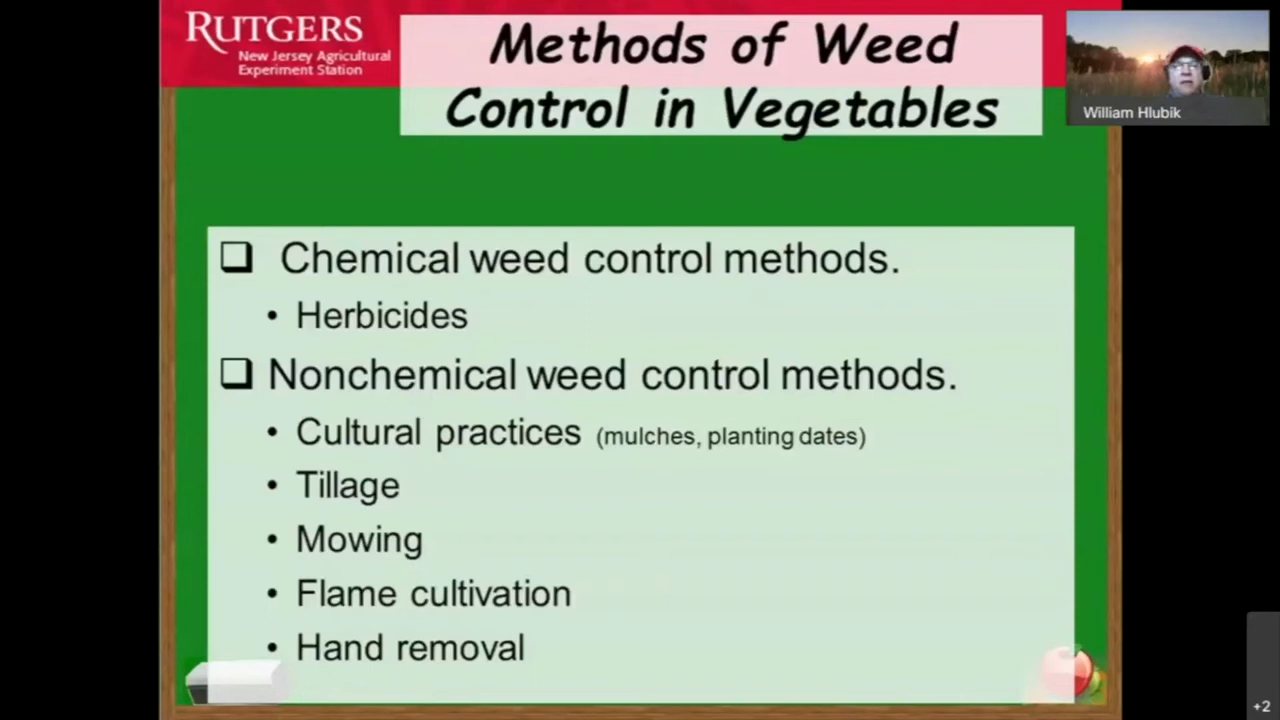 RUTGERS
New Jersey Agricultural
Experiment Station
Methods of Weed
Control in Vegetables
William Hlubik
Chemical weed control methods.
• Herbicides
Nonchemical weed control methods.
• Cultural practices (mulches, planting dates)
• Tillage
• Mowing
• Flame cultivation
• Hand removal
+2